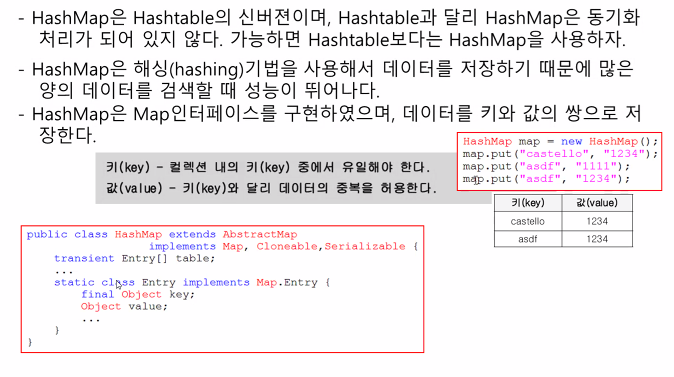 - HashMap은 Hashtable의 신버젼이며, Hashtable과 달리 HashMap은 동기화
처리가 되어 있지 않다. 가능하면 Hashtable보다는 HashMap을 사용하자.
- HashMap은 해싱(hashing)기법을 사용해서 데이터를 저장하기 때문에 많은
양의 데이터를 검색할 때 성능이 뛰어나다.
- HashMap은 Map인터페이스를 구현하였으며, 데이터를 키와 값의 쌍으로 저
장한다.
키(key) – 컬렉션 내의 키(key) 중에서 유일해야 한다.
값(value) – 키(key)와 달리 데이터의 중복을 허용한다.
HashMap map = new HashMap();
map.put("castello", "1234");
map.put("asdf", "1111");
map.put("asdf", "1234");
키(key) 값(value)
castello 1234
asdf 1234
public class HashMap extends AbstractMap
implements Map, Cloneable,Serializable {
transient Entry[] table;
...
static class Entry implements Map.Entry {
final Object key;
Object value;
...
}
}